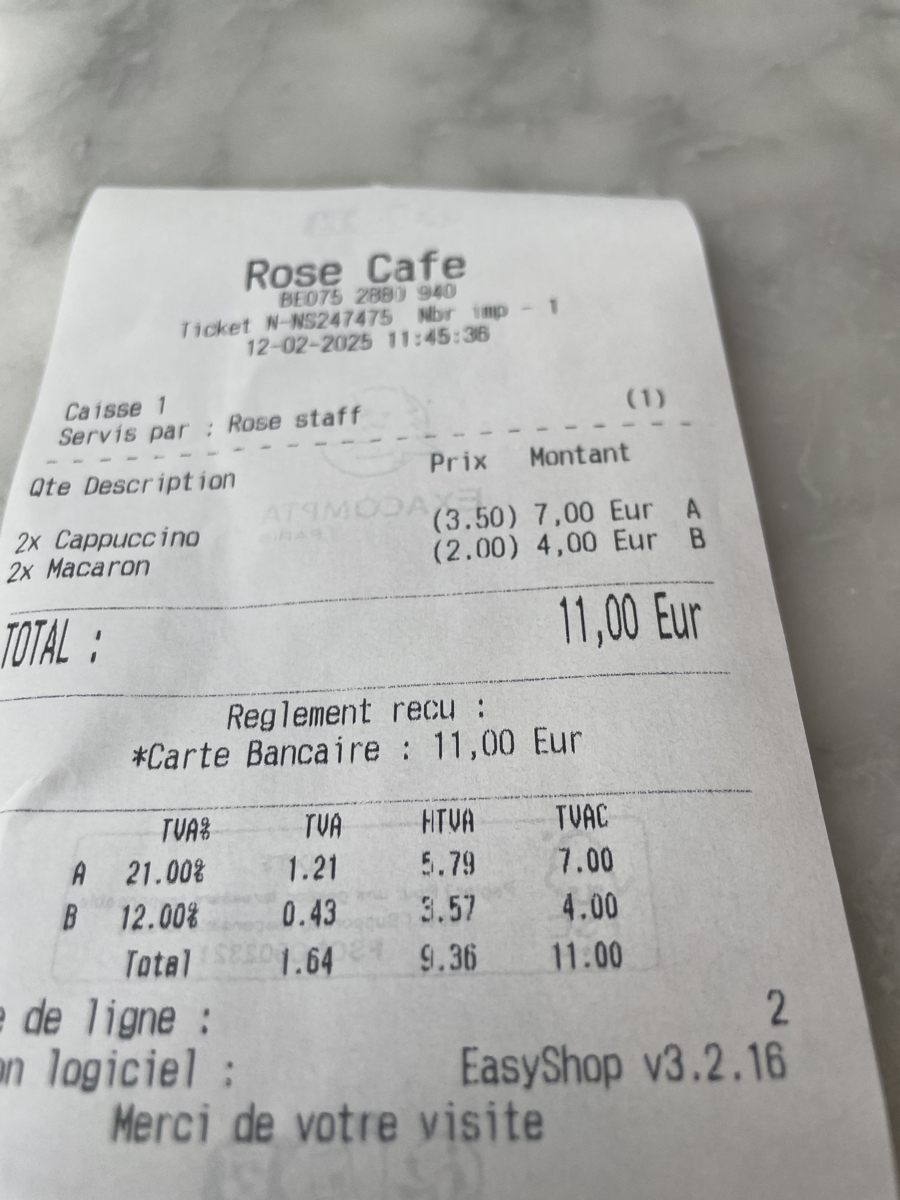 Rose Cafe
BE075 2880 940
Ticket N-NS247475 Nbr imp - 1
12-02-2025 11:45:36
Caisse 1 (1)
Servis par : Rose staff
Qte Description Prix Montant
2x Cappuccino (3.50) 7,00 Eur A
2x Macaron (2.00) 4,00 Eur B
TOTAL : 11,00 Eur
Reglement recu :
*Carte Bancaire : 11,00 Eur
TVA% TVA HTVA TVAC
A 21.00% 1.21 5.79 7.00
B 12.00% 0.43 3.57 4.00
Total 1.64 9.36 11.00
e de ligne : 2
on logiciel : EasyShop v3.2.16
Merci de votre visite